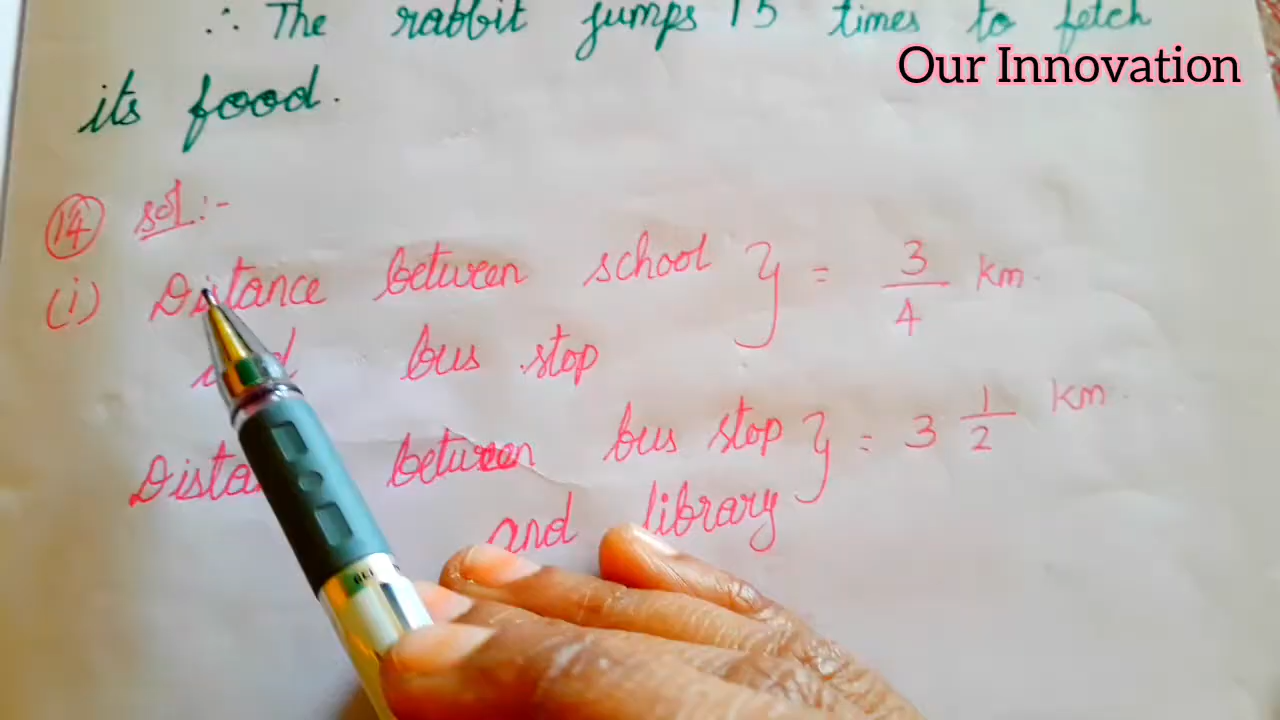 ∴ The rabbit jumps 15 times to fetch
Our Innovation
its food.
14 sol:-
(i) Distance between school } = 3/4 km.
bus stop
between bus stop } = 3 1/2 km.
and library